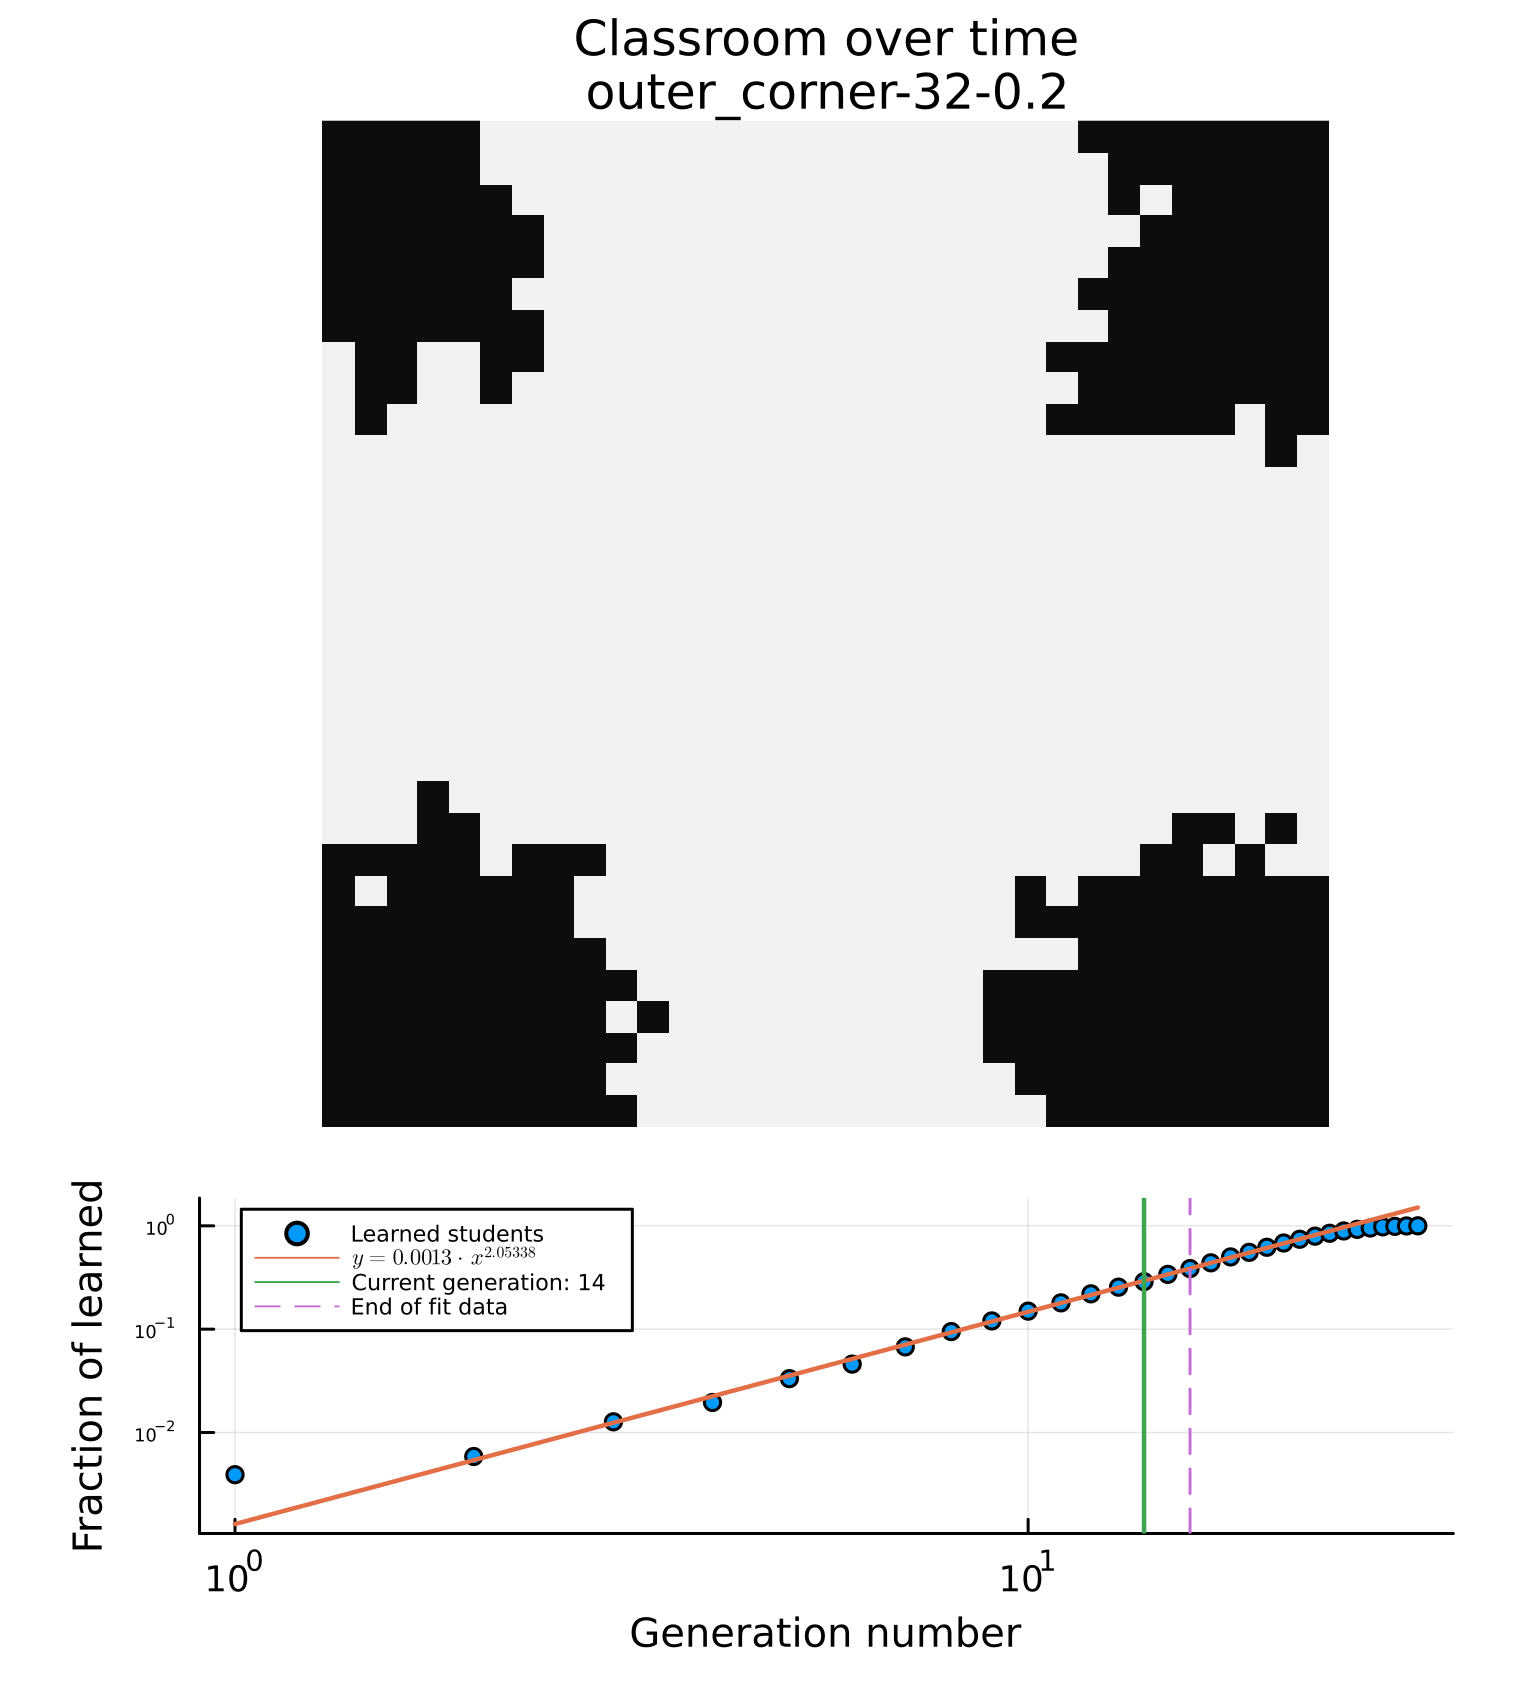 Classroom over time
outer_corner-32-0.2
Fraction of learned
10^0
10^−1
10^−2
Learned students
y = 0.0013 · x^2.05338
Current generation: 14
End of fit data
10^0
10^1
Generation number